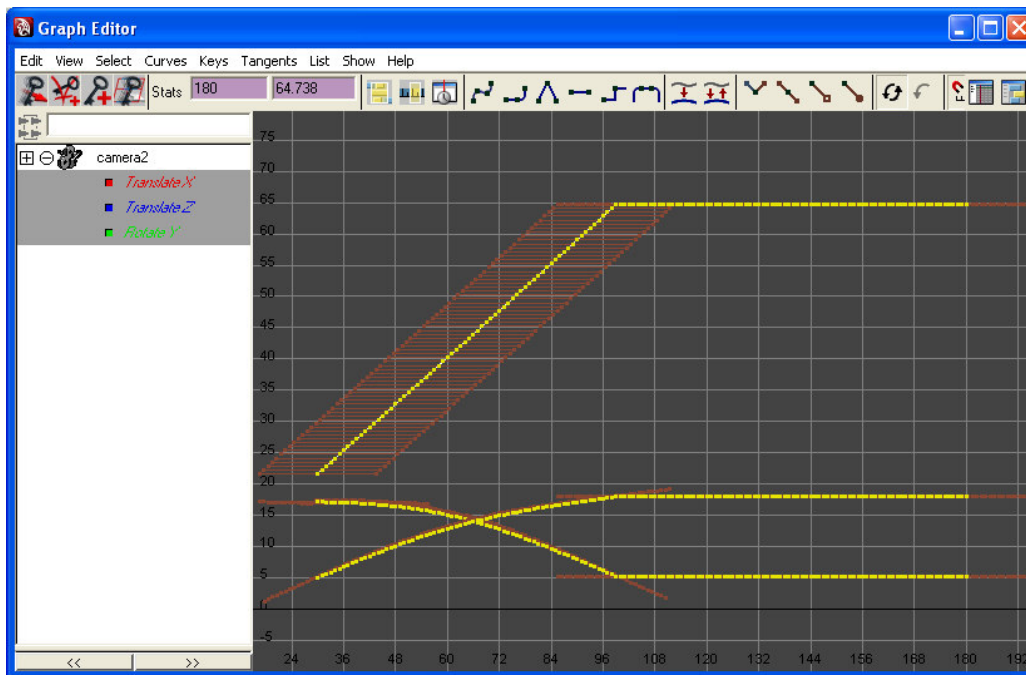 Graph Editor
Edit View Select Curves Keys Tangents List Show Help
Stats 180 64.738
camera2
Translate X
Translate Z
Rotate Y
75
70
65
60
55
50
45
40
35
30
25
20
15
10
5
0
-5
24 36 48 60 72 84 96 108 120 132 144 156 168 180 192
<< >>